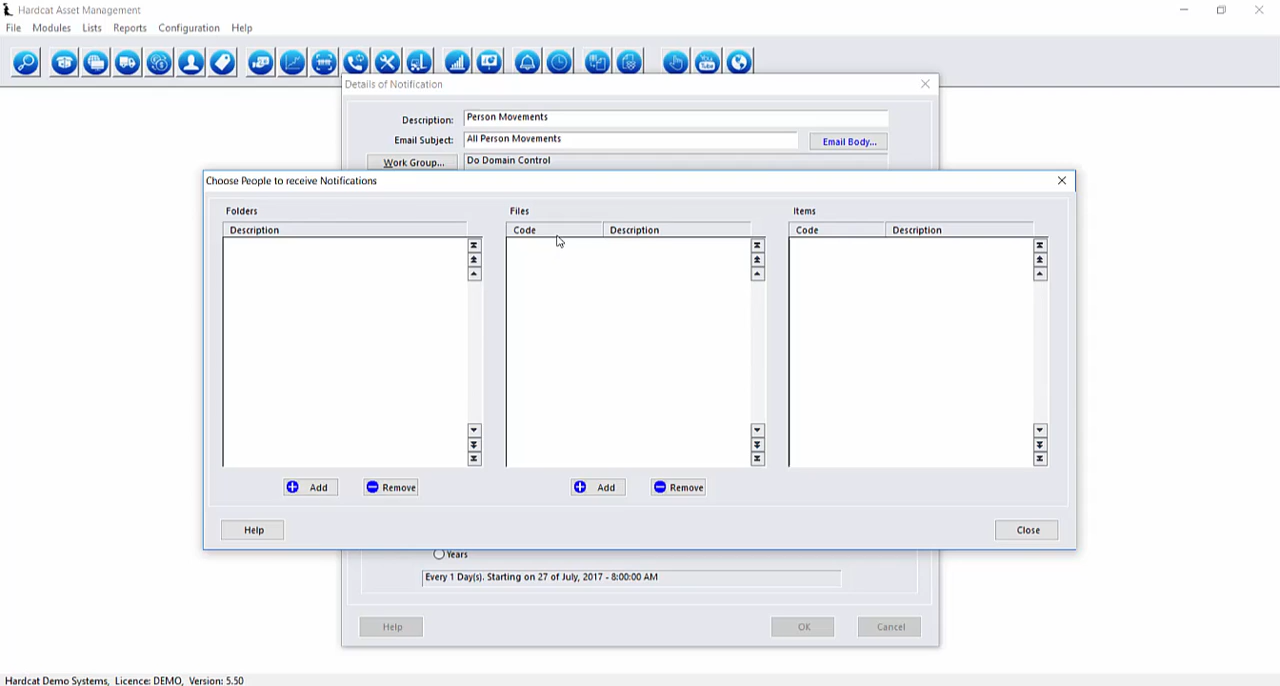 Hardcat Asset Management
File Modules Lists Reports Configuration Help
Details of Notification
Description: Person Movements
Email Subject: All Person Movements Email Body...
Work Group... Do Domain Control
Choose People to receive Notifications
Folders Files Items
Description Code Description Code Description
Add Remove Add Remove
Help Close
Years
Every 1 Day(s). Starting on 27 of July, 2017 - 8:00:00 AM
Help OK Cancel
Hardcat Demo Systems, Licence: DEMO, Version: 5.50